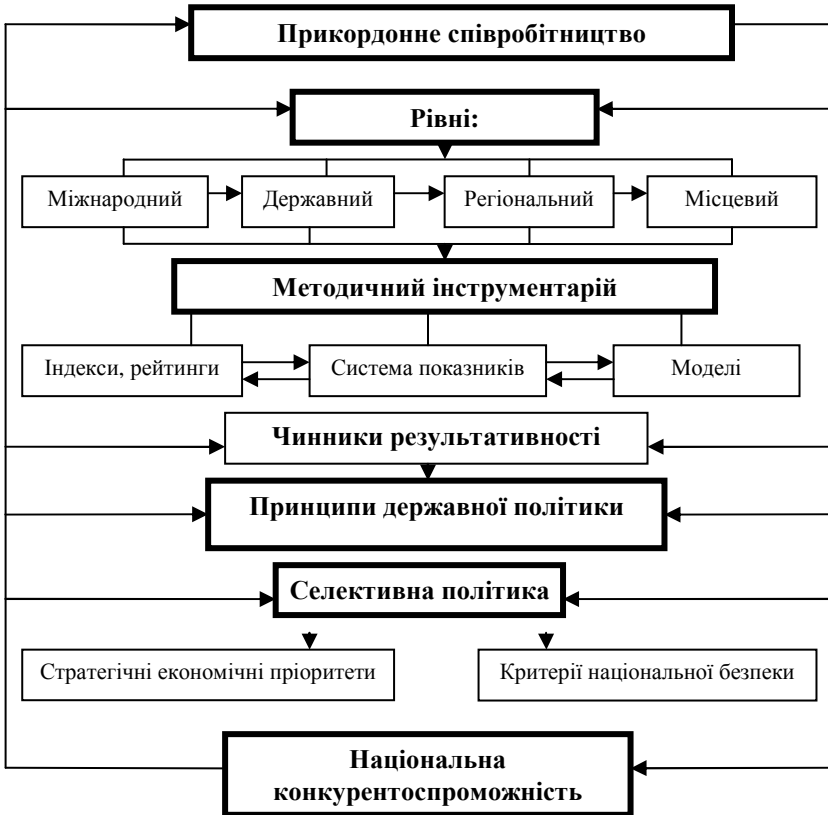 Прикордонне співробітництво
Рівні:
Міжнародний
Державний
Регіональний
Місцевий
Методичний інструментарій
Індекси, рейтинги
Система показників
Моделі
Чинники результативності
Принципи державної політики
Селективна політика
Стратегічні економічні пріоритети
Критерії національної безпеки
Національна
конкурентоспроможність